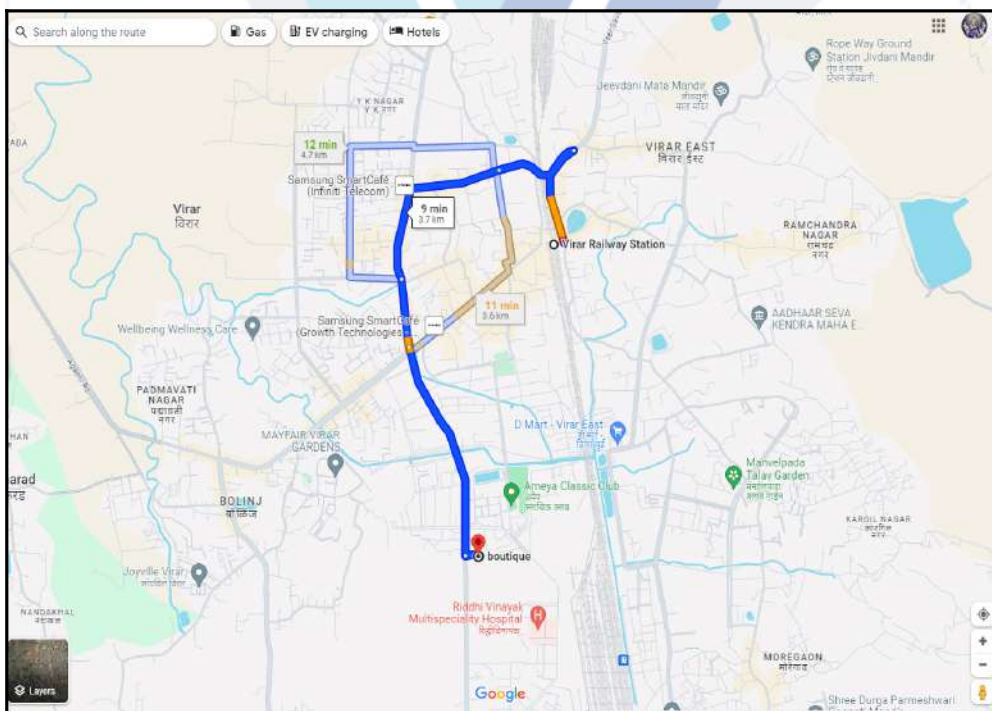 Search along the route
Gas
EV charging
Hotels
Rope Way Ground
Station Jivdani Mandir
Jeevdani Mata Mandir
Y K NAGAR
VIRAR EAST
विरार ईस्ट
12 min
4.7 km
Samsung SmartCafé
(Infiniti Telecom)
9 min
3.7 km
Virar
विरार
Virar Railway Station
RAMCHANDRA
NAGAR
11 min
3.6 km
Samsung SmartCafé
(Growth Technologies)
AADHAAR SEVA
KENDRA MAHA E...
Wellbeing Wellness Care
PADMAVATI
NAGAR
D Mart - Virar East
MAYFAIR VIRAR
GARDENS
Manvelpada
Talav Garden
Ameya Classic Club
BOLINJ
बोळिंज
KARGIL NAGAR
boutique
Joyville Virar
NANDAKHAL
Riddhi Vinayak
Multispeciality Hospital
Layers
MOREGAON
Google
Shree Durga Parmeshwari